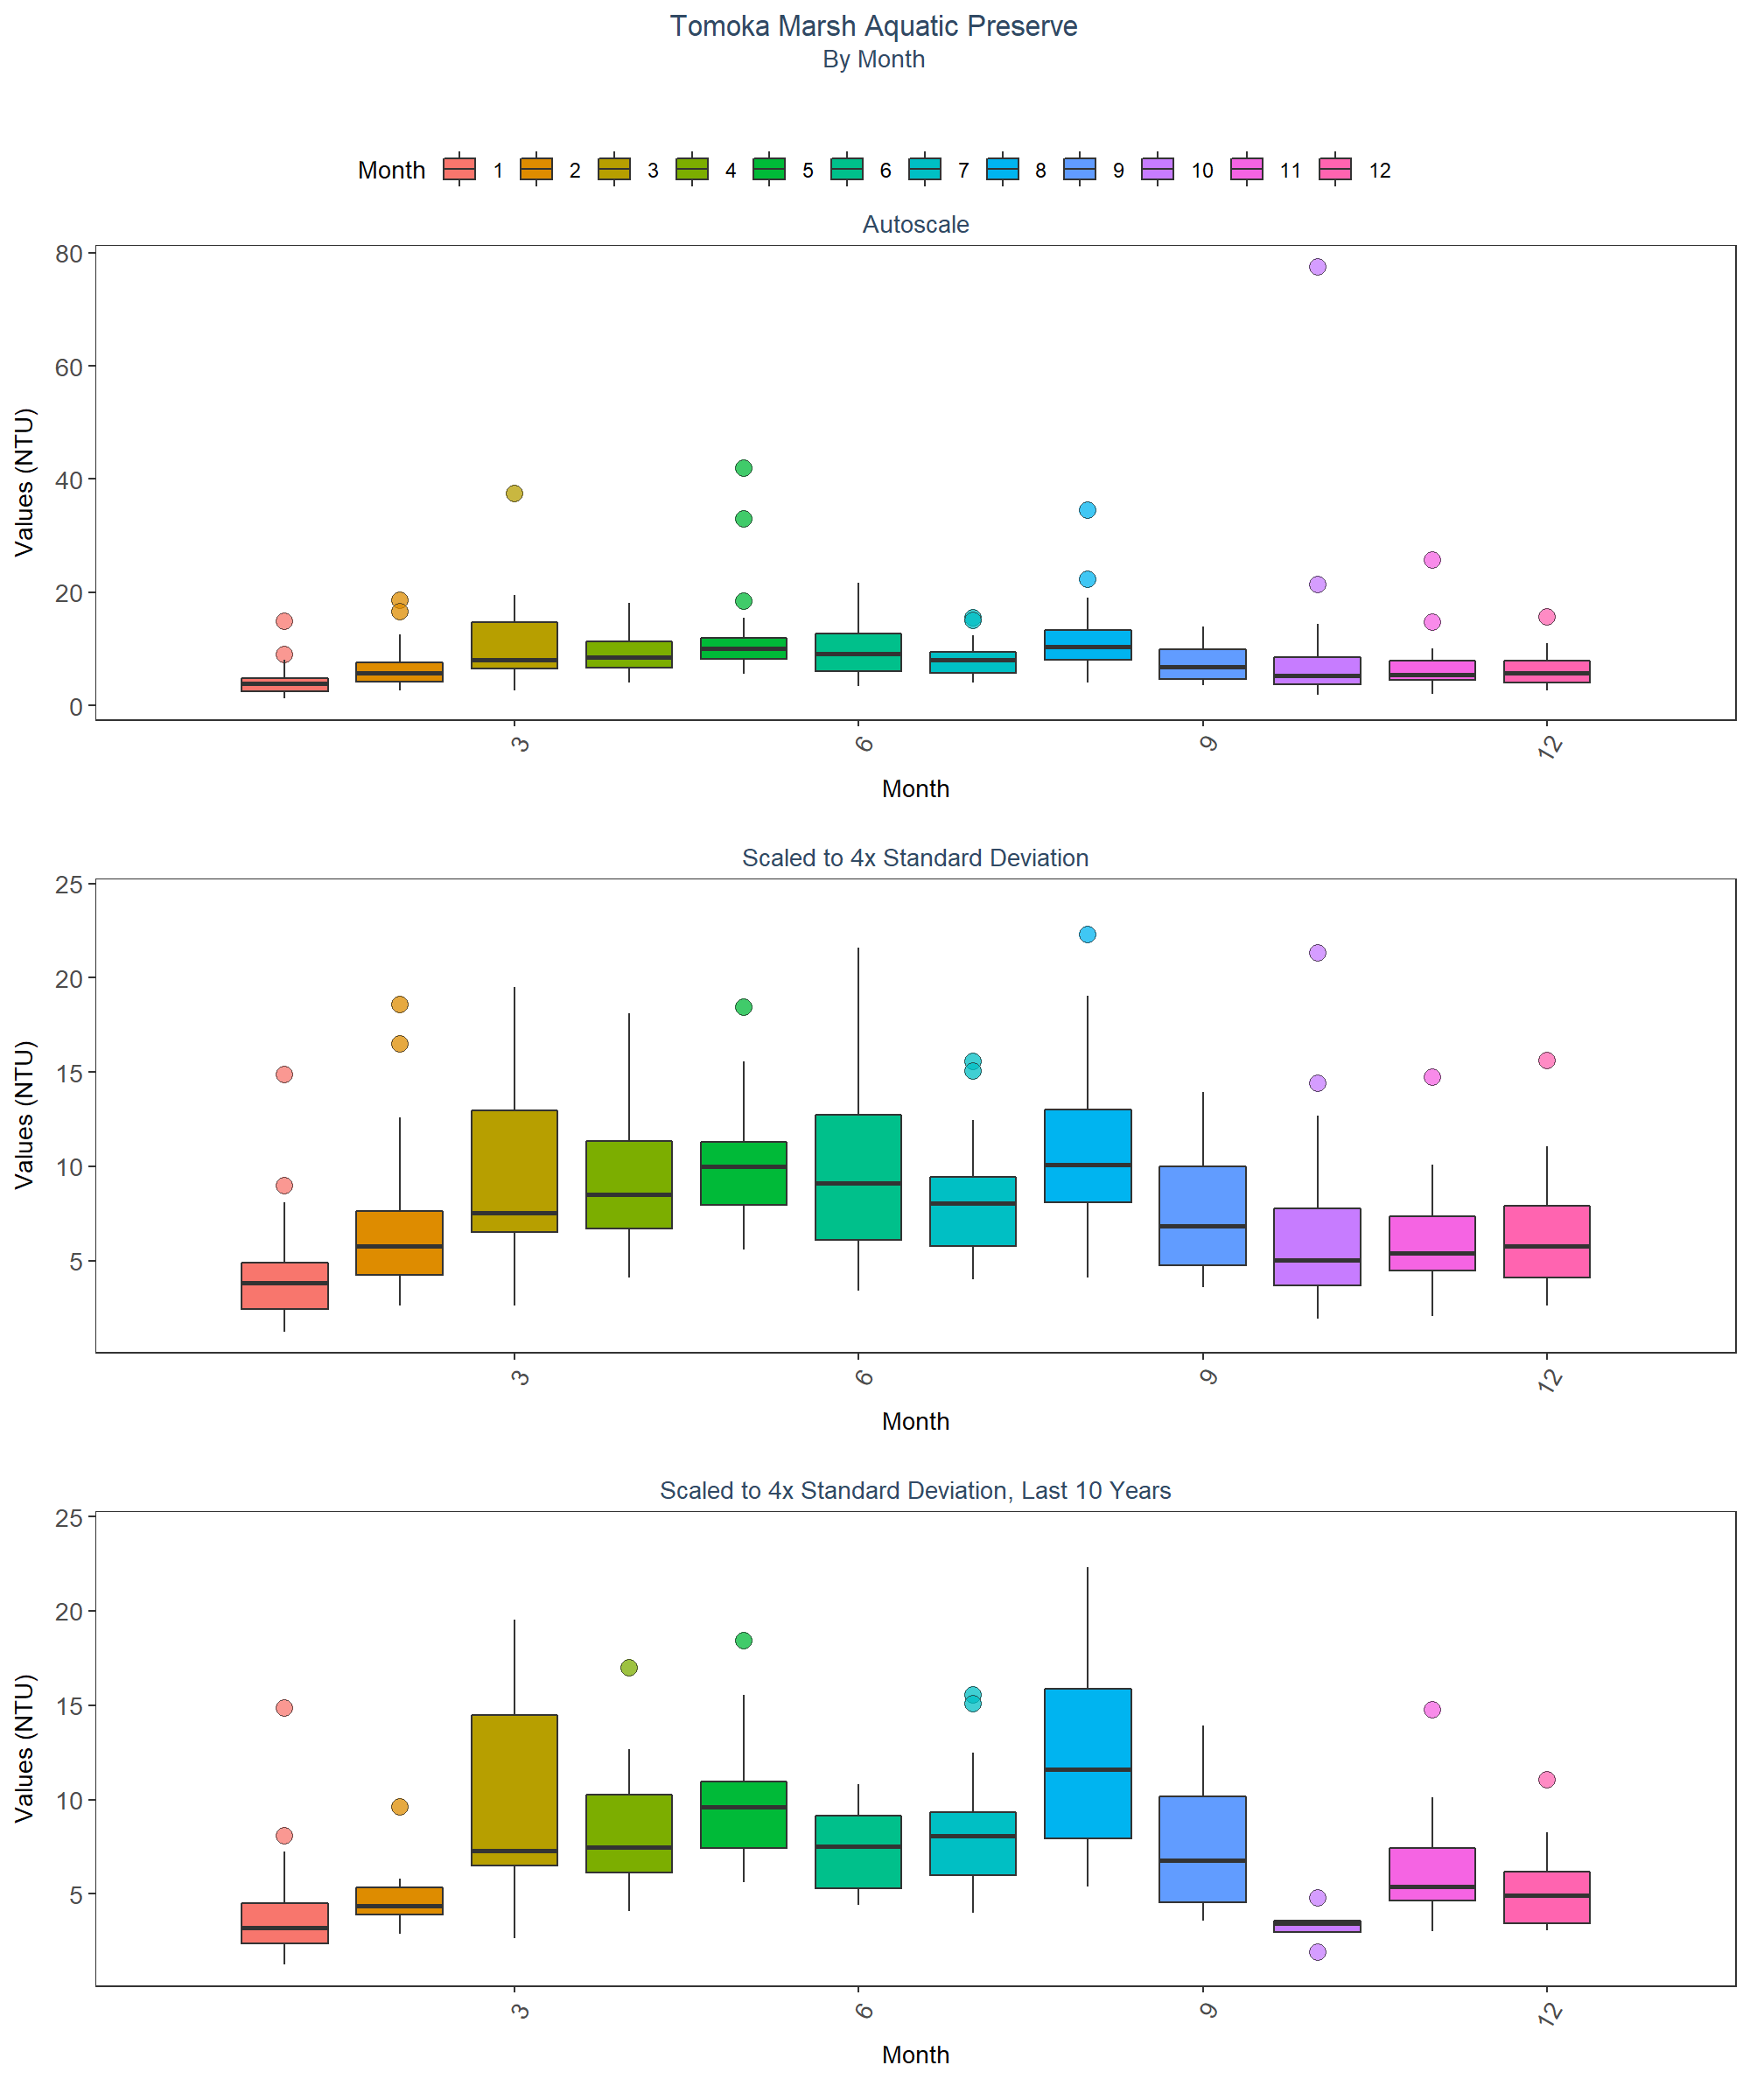 Tomoka Marsh Aquatic Preserve
By Month
Month 1 2 3 4 5 6 7 8 9 10 11 12
Autoscale
80
60
40
20
0
Values (NTU)
3 6 9 12
Month
Scaled to 4x Standard Deviation
25
20
15
10
5
Values (NTU)
3 6 9 12
Month
Scaled to 4x Standard Deviation, Last 10 Years
25
20
15
10
5
Values (NTU)
3 6 9 12
Month